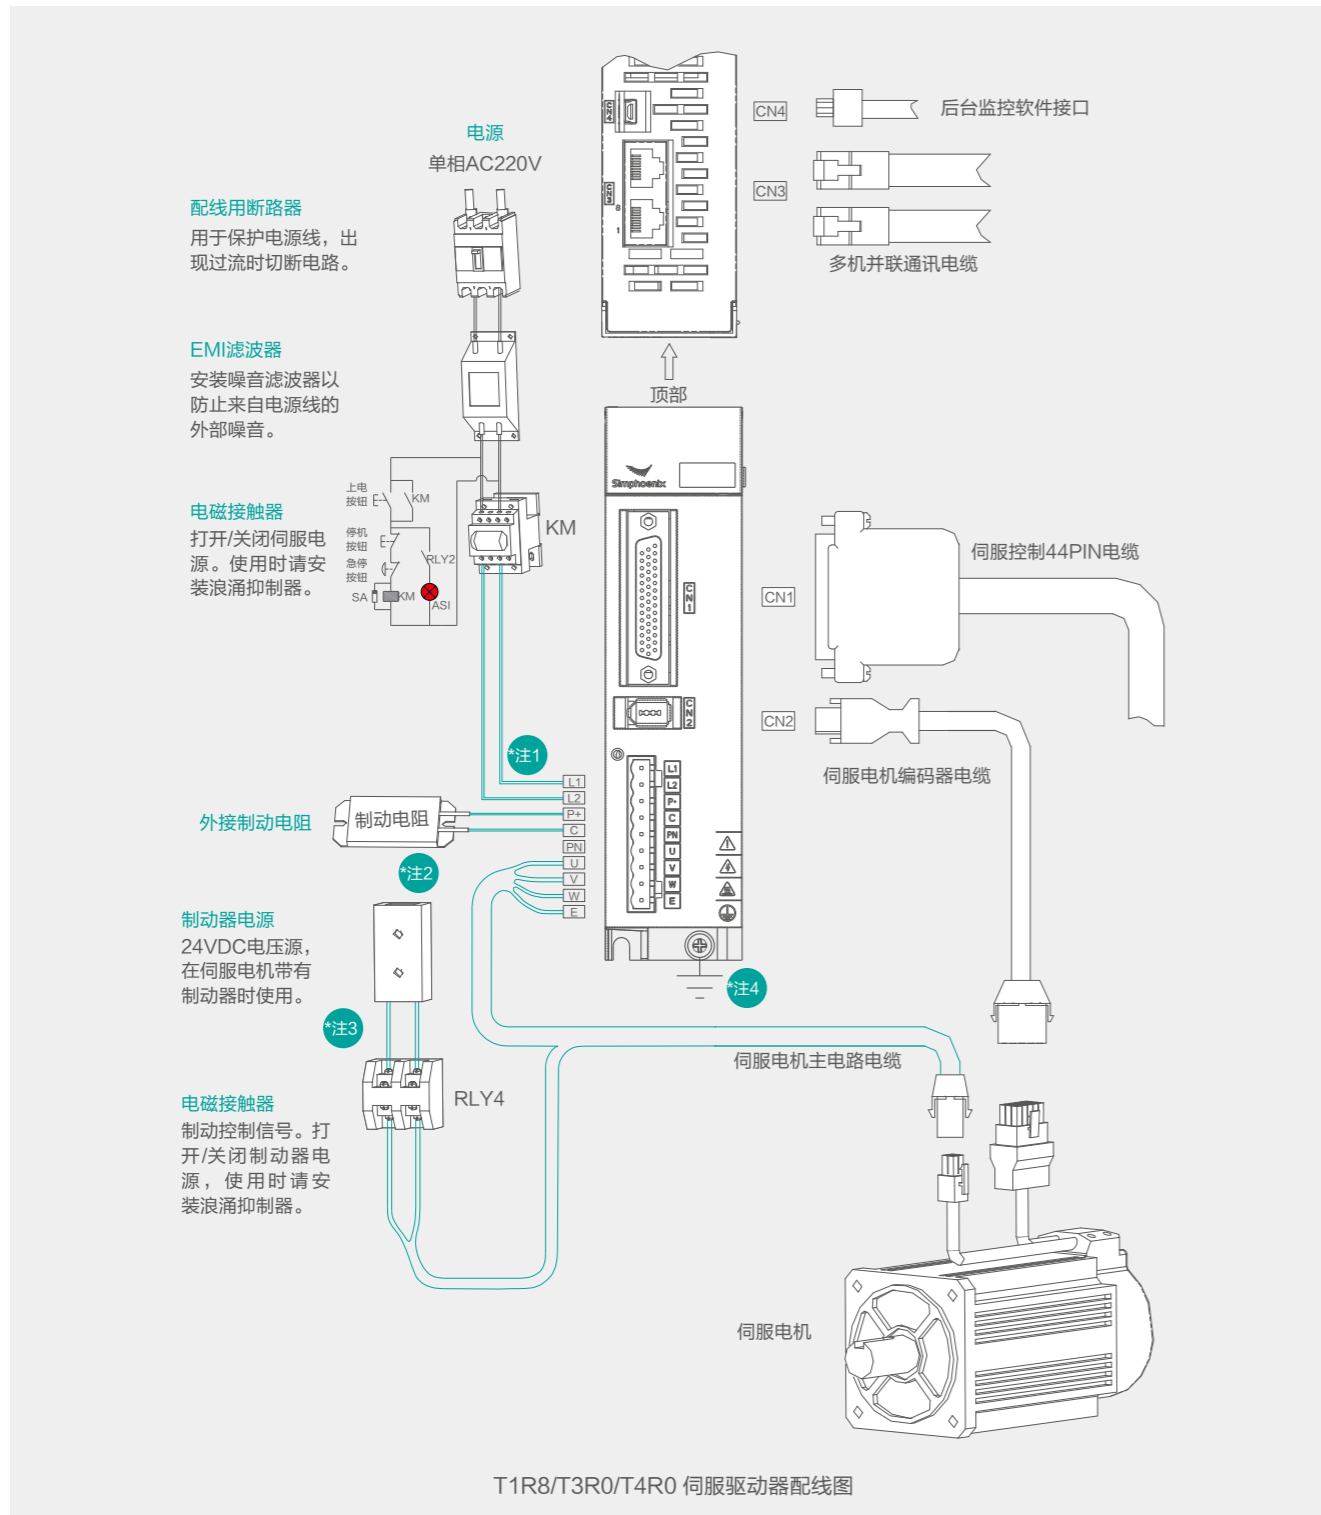 CN4
后台监控软件接口
CN4
CN3
CN3
8
1
多机并联通讯电缆
顶部
电源
单相AC220V
配线用断路器
用于保护电源线，出
现过流时切断电路。
EMI滤波器
安装噪音滤波器以
防止来自电源线的
外部噪音。
上电
按钮
KM
停机
按钮
急停
按钮
RLY2
SA
KM
ASI
电磁接触器
打开/关闭伺服电
源。使用时请安
装浪涌抑制器。
KM
Simphoenix
CN1
CN1
伺服控制44PIN电缆
CN2
CN2
伺服电机编码器电缆
*注1
L1
L2
P+
C
PN
U
V
W
E
L1
L2
P+
C
PN
U
V
W
E
外接制动电阻
制动电阻
*注2
制动器电源
24VDC电压源，
在伺服电机带有
制动器时使用。
*注3
*注4
伺服电机主电路电缆
电磁接触器
制动控制信号。打
开/关闭制动器电
源，使用时请安
装浪涌抑制器。
RLY4
伺服电机
T1R8/T3R0/T4R0 伺服驱动器配线图